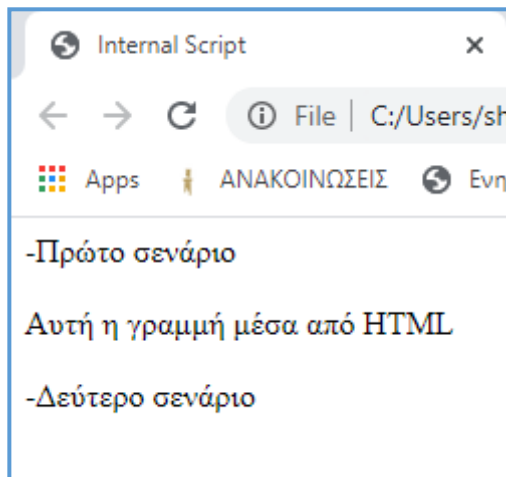 Internal Script
File | C:/Users/sh
Apps ΑΝΑΚΟΙΝΩΣΕΙΣ Ενη
-Πρώτο σενάριο
Αυτή η γραμμή μέσα από HTML
-Δεύτερο σενάριο